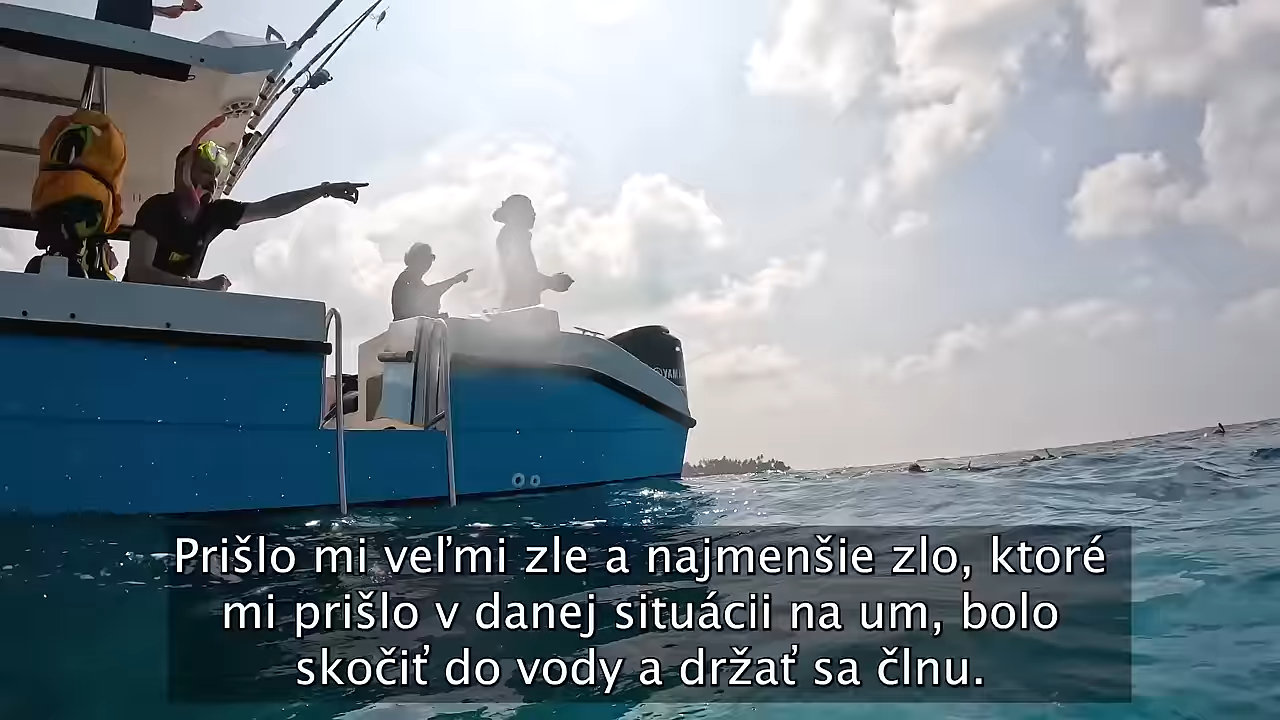 YAM
Prišlo mi veľmi zle a najmenšie zlo, ktoré
mi prišlo v danej situácii na um, bolo
skočiť do vody a držať sa člnu.